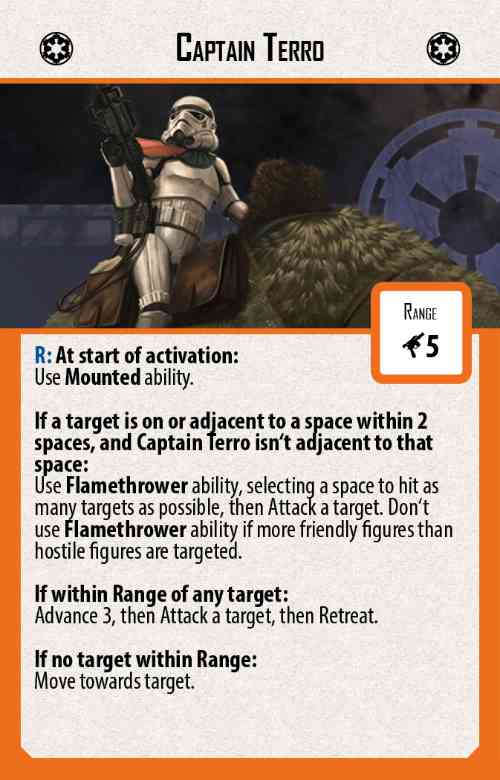 Captain Terro
Range
5
R: At start of activation:
Use Mounted ability.
If a target is on or adjacent to a space within 2
spaces, and Captain Terro isn't adjacent to that
space:
Use Flamethrower ability, selecting a space to hit as
many targets as possible, then Attack a target. Don't
use Flamethrower ability if more friendly figures than
hostile figures are targeted.
If within Range of any target:
Advance 3, then Attack a target, then Retreat.
If no target within Range:
Move towards target.